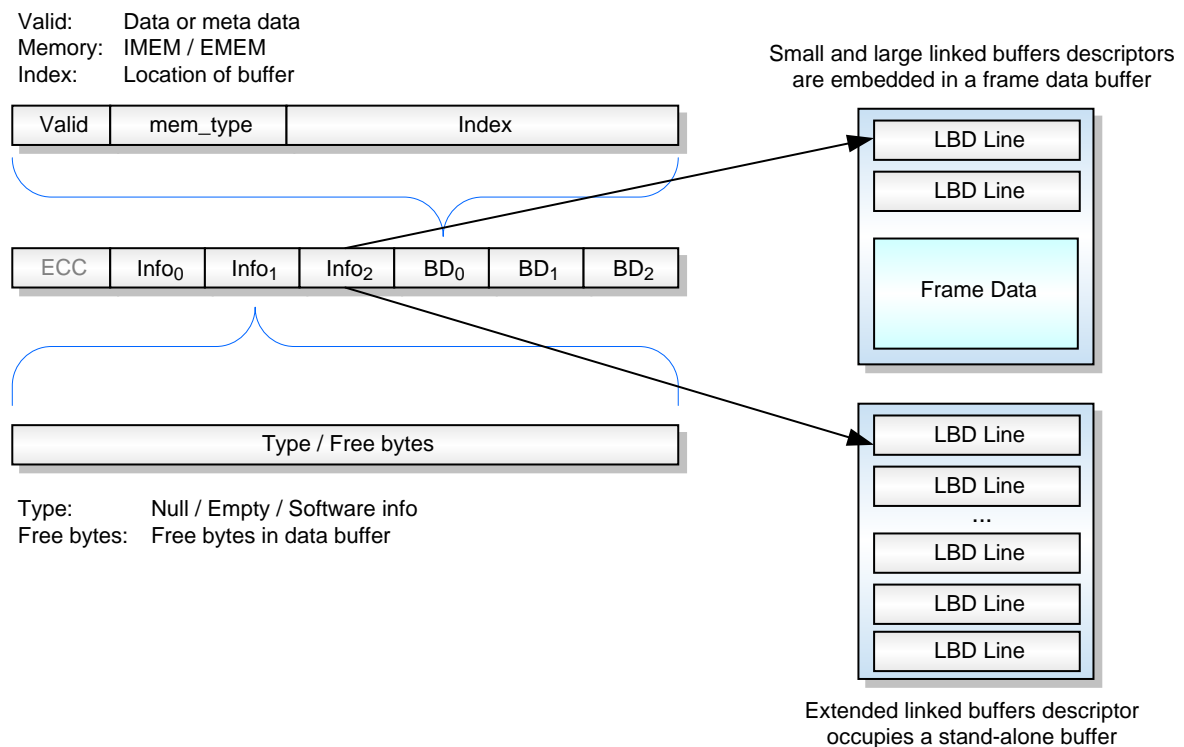 Valid: Data or meta data
Memory: IMEM / EMEM
Index: Location of buffer
Small and large linked buffers descriptors
are embedded in a frame data buffer
Valid mem_type Index
LBD Line
LBD Line
Frame Data
ECC Info0 Info1 Info2 BD0 BD1 BD2
Type / Free bytes
Type: Null / Empty / Software info
Free bytes: Free bytes in data buffer
LBD Line
LBD Line
...
LBD Line
LBD Line
LBD Line
Extended linked buffers descriptor
occupies a stand-alone buffer